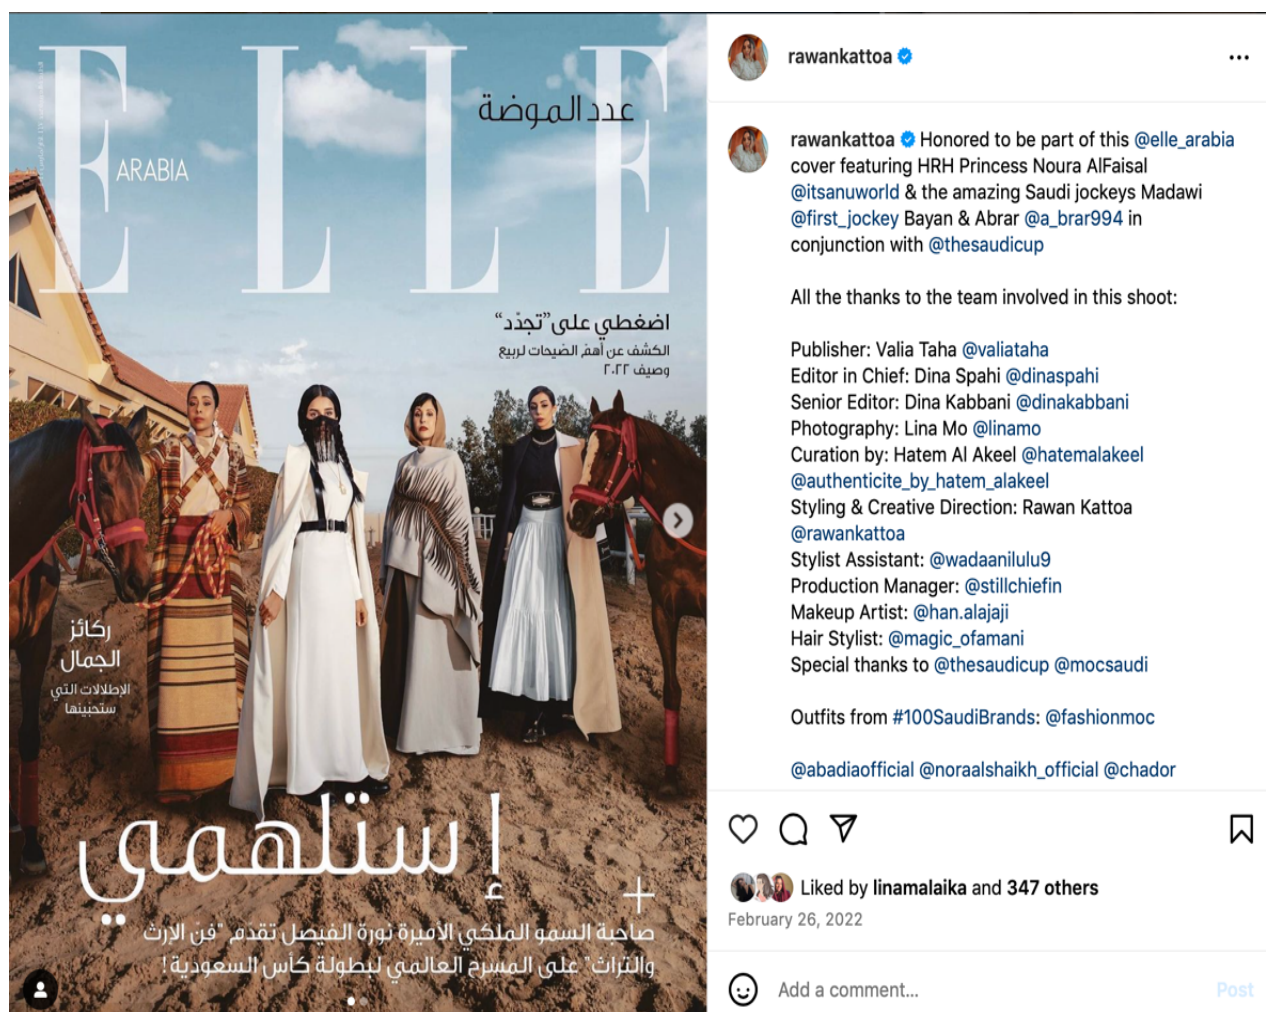 ELLE
ARABIA
عدد الموضة
اضغطي على "تجدّد"
الكشف عن أهمّ الصّيحات لربيع
وصيف ٢٠٢٢
ركائز
الجمال
الإطلالات التي
ستحبّينها
إستلهمي
+
صاحبة السمو الملكي الأميرة نورة الفيصل تقدّم "فنّ الإرث
والتراث" على المسرح العالمي لبطولة كأس السعودية!
rawankattoa
rawankattoa Honored to be part of this @elle_arabia
cover featuring HRH Princess Noura AlFaisal
@itsanuworld & the amazing Saudi jockeys Madawi
@first_jockey Bayan & Abrar @a_brar994 in
conjunction with @thesaudicup
All the thanks to the team involved in this shoot:
Publisher: Valia Taha @valiataha
Editor in Chief: Dina Spahi @dinaspahi
Senior Editor: Dina Kabbani @dinakabbani
Photography: Lina Mo @linamo
Curation by: Hatem Al Akeel @hatemalakeel
@authenticite_by_hatem_alakeel
Styling & Creative Direction: Rawan Kattoa
@rawankattoa
Stylist Assistant: @wadaanilulu9
Production Manager: @stillchiefin
Makeup Artist: @han.alajaji
Hair Stylist: @magic_ofamani
Special thanks to @thesaudicup @mocsaudi
Outfits from #100SaudiBrands: @fashionmoc
@abadiaofficial @noraalshaikh_official @chador
Liked by linamalaika and 347 others
February 26, 2022
Add a comment...
Post